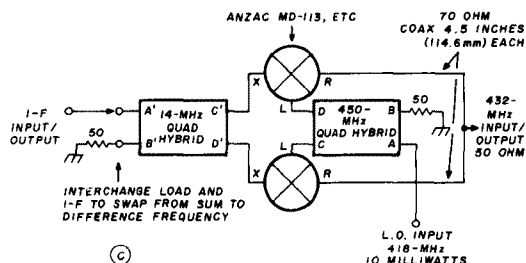 ANZAC MD-113, ETC
70 OHM
COAX 4.5 INCHES
(114.6mm) EACH
X
R
L
A'
C'
D
B
50
I-F
INPUT/
OUTPUT
14-MHz
QUAD
HYBRID
450-
MHz
QUAD HYBRID
432-
MHz
INPUT/
OUTPUT
50 OHM
50
B'
D'
L
C
A
X
R
INTERCHANGE LOAD AND
I-F TO SWAP FROM SUM TO
DIFFERENCE FREQUENCY
C
L.O. INPUT
418-MHz
10 MILLIWATTS